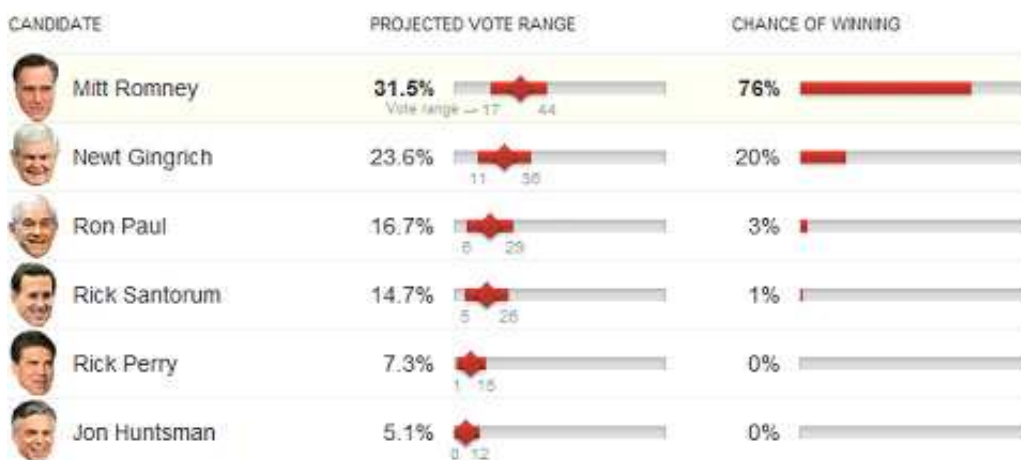 CANDIDATE PROJECTED VOTE RANGE CHANCE OF WINNING
Mitt Romney 31.5% 76%
Vote range — 17 44
Newt Gingrich 23.6% 20%
11 36
Ron Paul 16.7% 3%
6 29
Rick Santorum 14.7% 1%
5 26
Rick Perry 7.3% 0%
1 15
Jon Huntsman 5.1% 0%
0 12